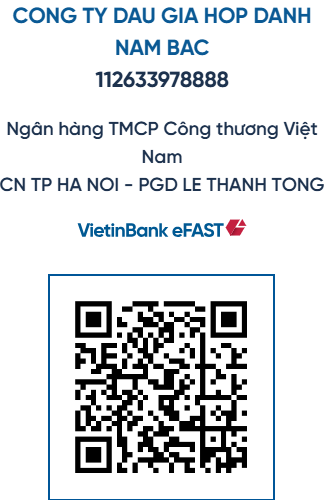 CONG TY DAU GIA HOP DANH
NAM BAC
112633978888
Ngân hàng TMCP Công thương Việt
Nam
CN TP HA NOI - PGD LE THANH TONG
VietinBank eFAST